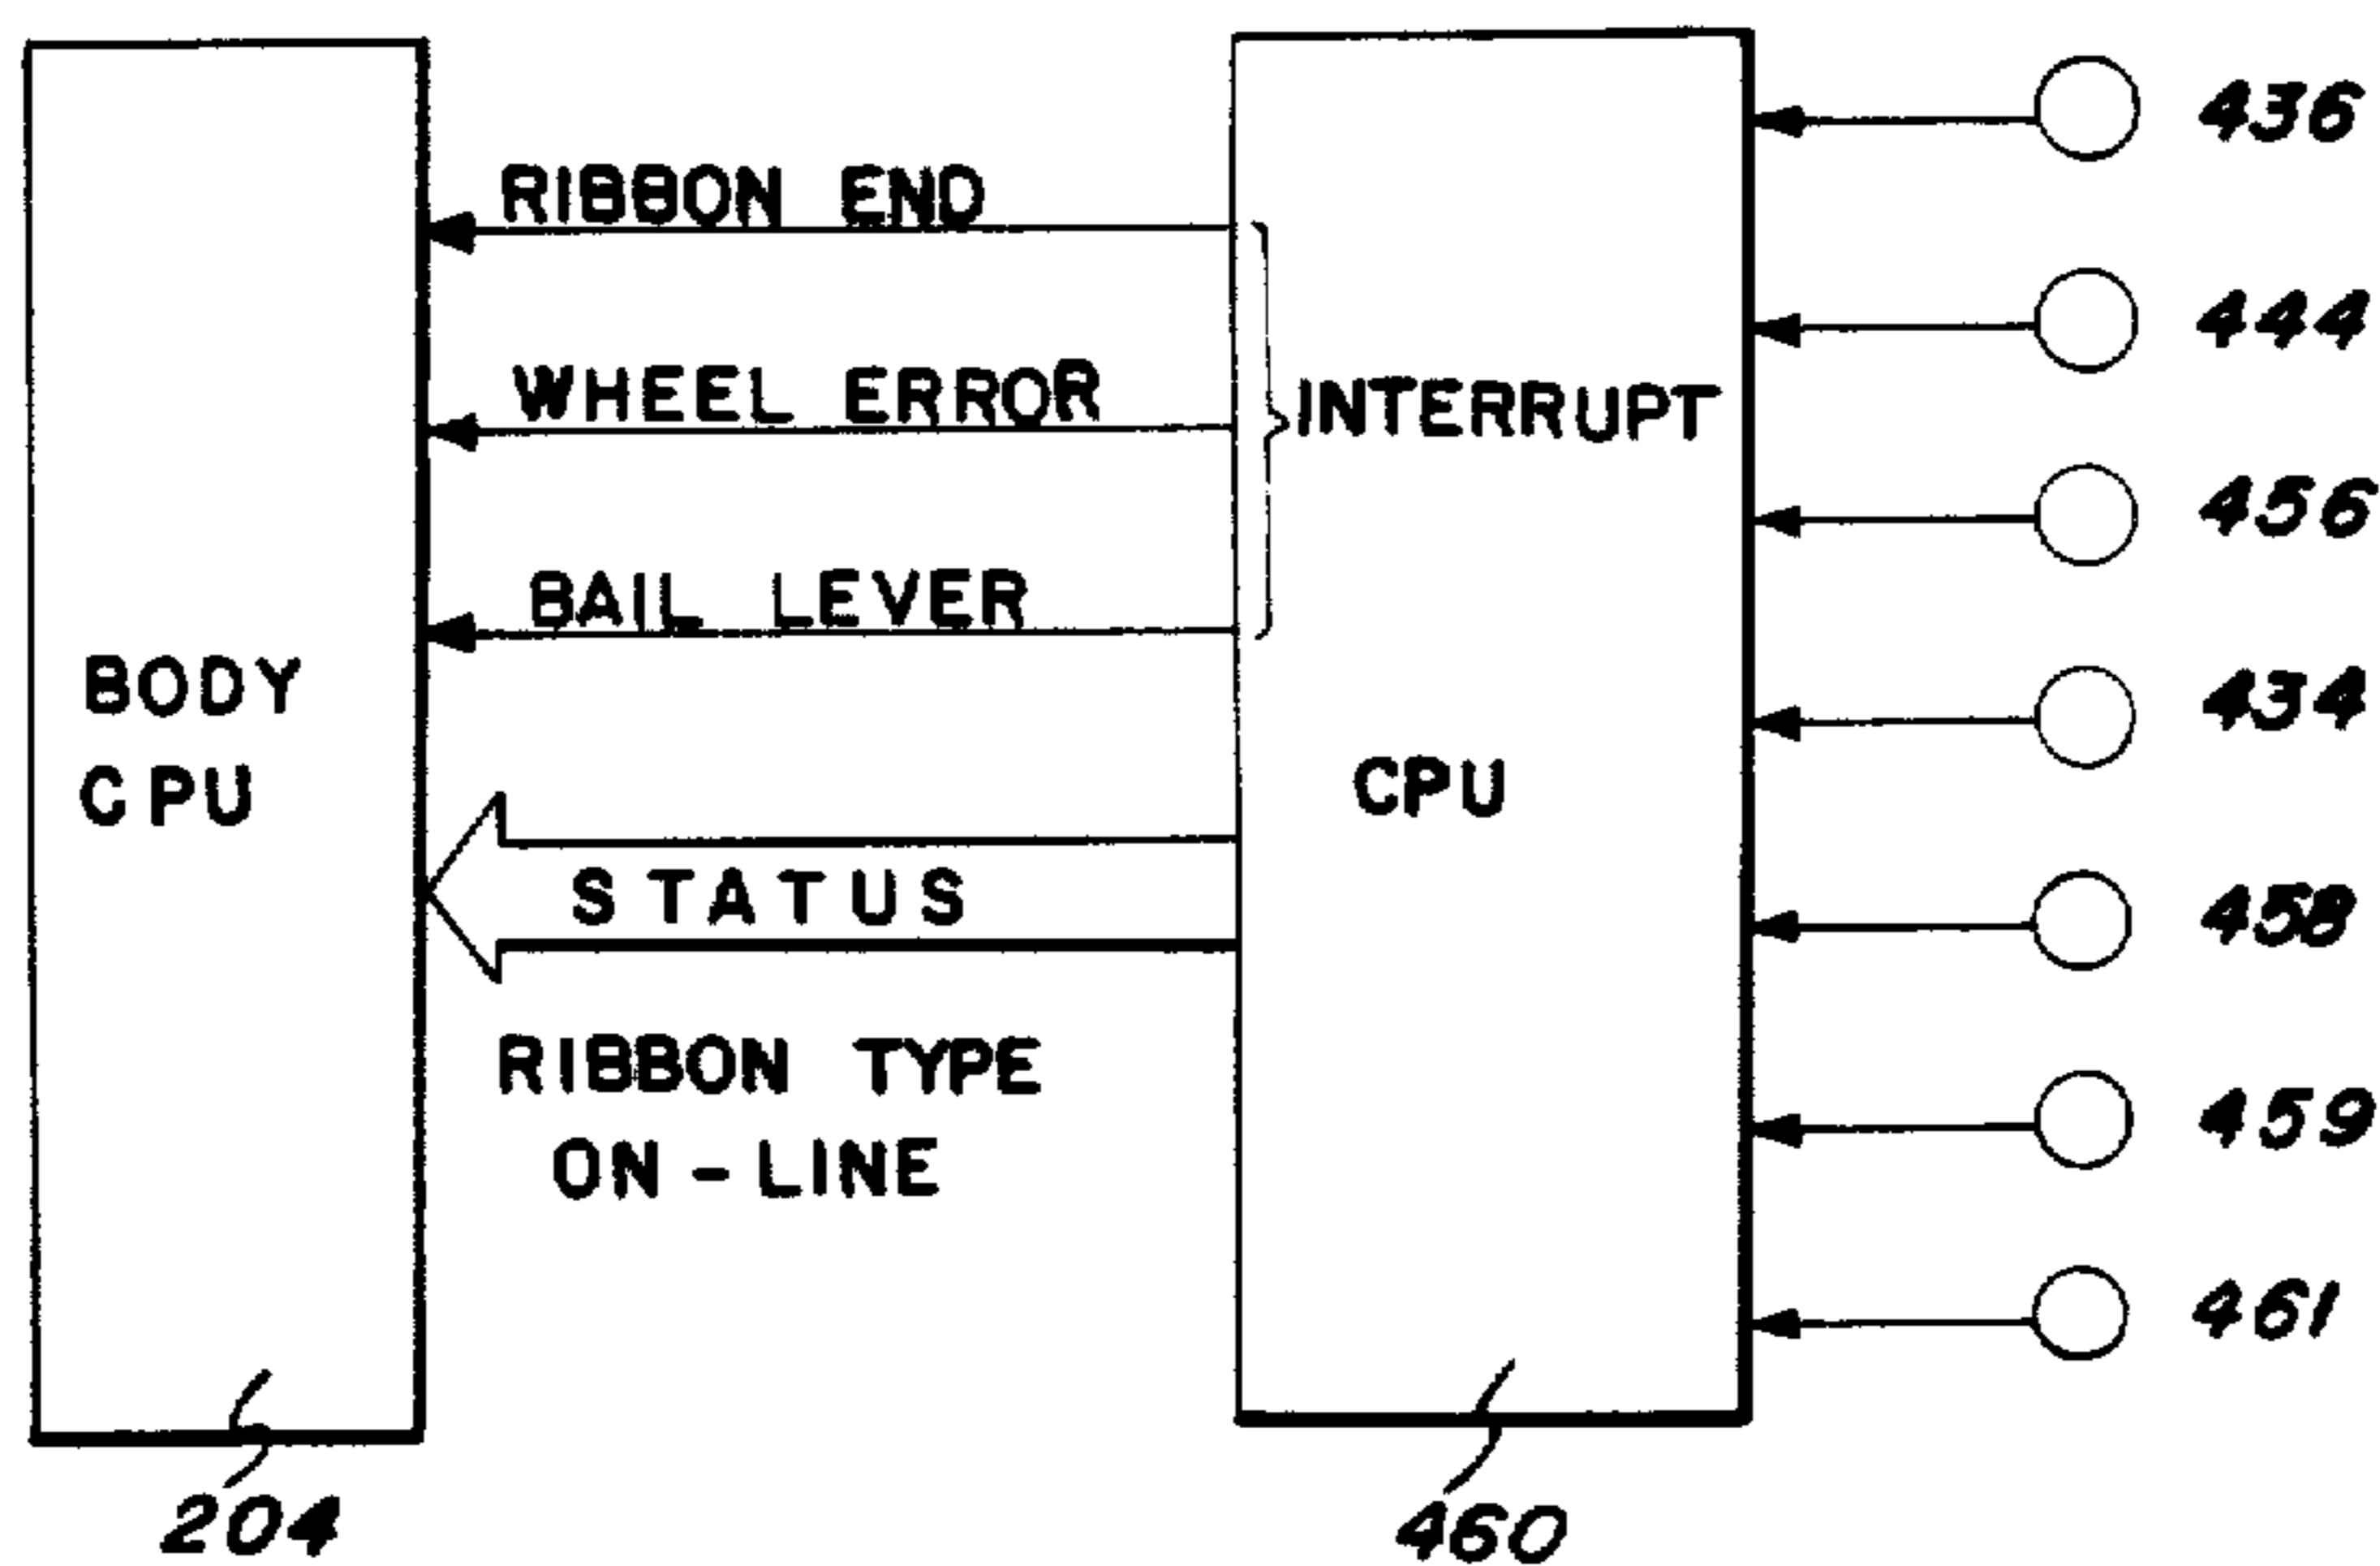 436
RIBBON END
444
WHEEL ERROR
INTERRUPT
456
BAIL LEVER
BODY
CPU
434
CPU
STATUS
458
RIBBON TYPE
ON-LINE
459
461
204
460